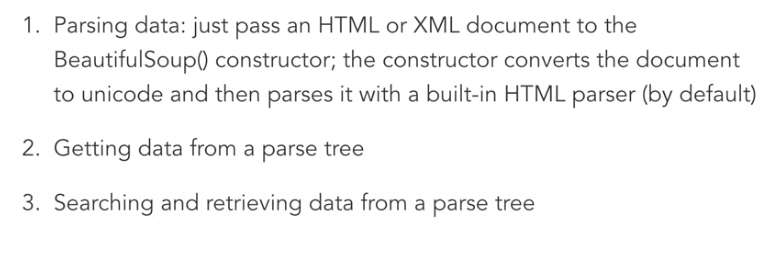 1. Parsing data: just pass an HTML or XML document to the
BeautifulSoup() constructor; the constructor converts the document
to unicode and then parses it with a built-in HTML parser (by default)
2. Getting data from a parse tree
3. Searching and retrieving data from a parse tree